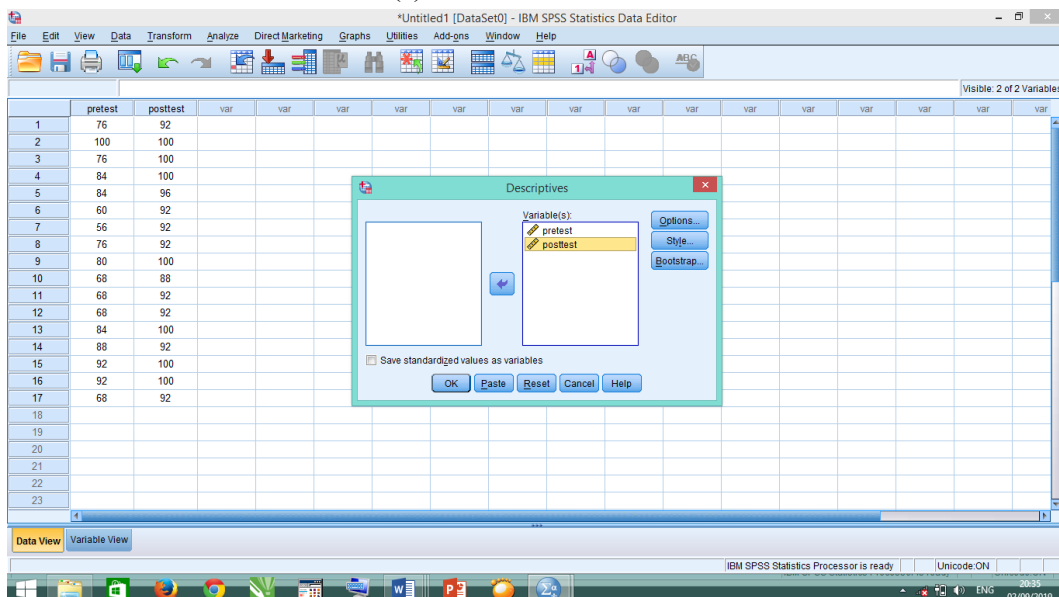 *Untitled1 [DataSet0] - IBM SPSS Statistics Data Editor
File Edit View Data Transform Analyze Direct Marketing Graphs Utilities Add-ons Window Help
Visible: 2 of 2 Variables
pretest posttest var var var var var var var var var var var var var var var
1 76 92
2 100 100
3 76 100
4 84 100
5 84 96
6 60 92
7 56 92
8 76 92
9 80 100
10 68 88
11 68 92
12 68 92
13 84 100
14 88 92
15 92 100
16 92 100
17 68 92
18
19
20
21
22
23
Descriptives
Variable(s):
pretest
posttest
Options...
Style...
Bootstrap...
Save standardized values as variables
OK Paste Reset Cancel Help
Data View Variable View
IBM SPSS Statistics Processor is ready Unicode:ON
ENG 20:35
02/09/2019